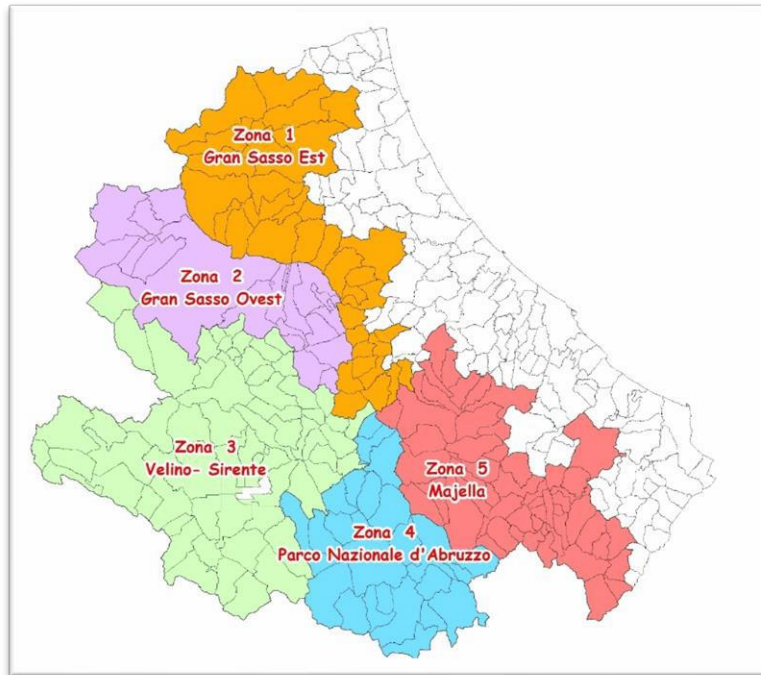 Zona 1
Gran Sasso Est
Zona 2
Gran Sasso Ovest
Zona 3
Velino- Sirente
Zona 5
Majella
Zona 4
Parco Nazionale d'Abruzzo